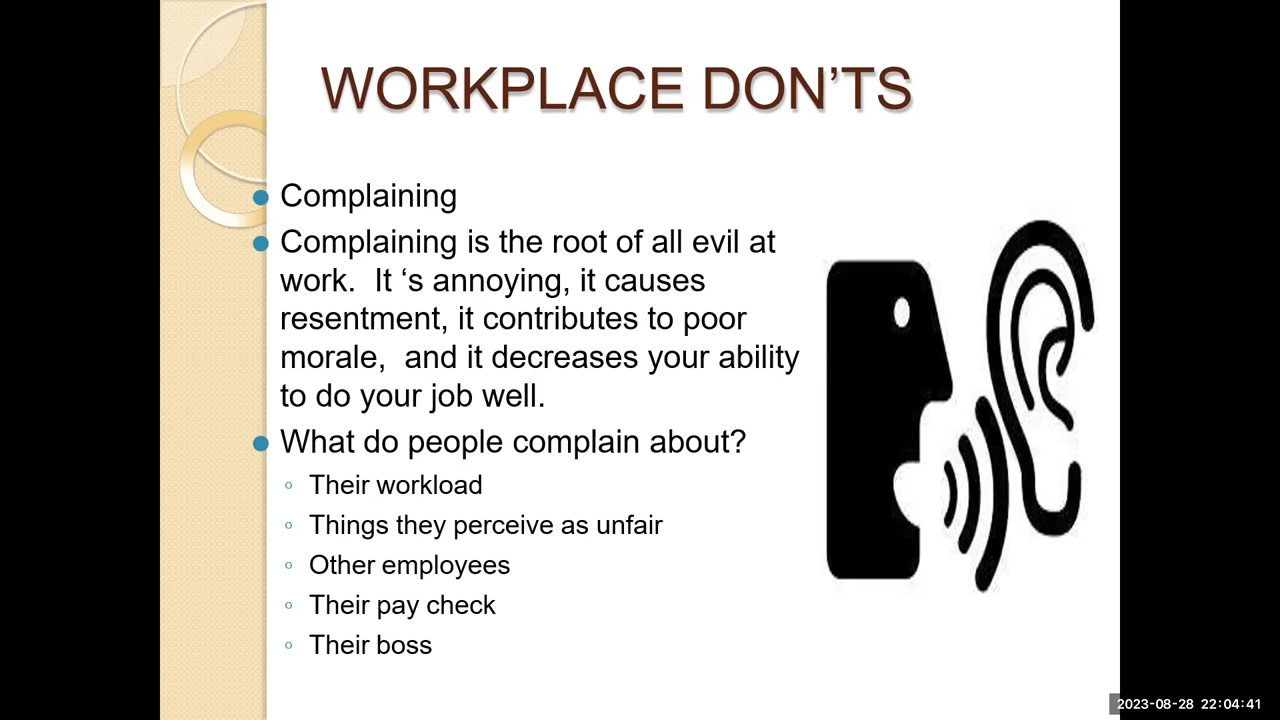 WORKPLACE DON’TS
Complaining
Complaining is the root of all evil at
work.  It ‘s annoying, it causes
resentment, it contributes to poor
morale,  and it decreases your ability
to do your job well.
What do people complain about?
Their workload
Things they perceive as unfair
Other employees
Their pay check
Their boss
2023-08-28 22:04:41